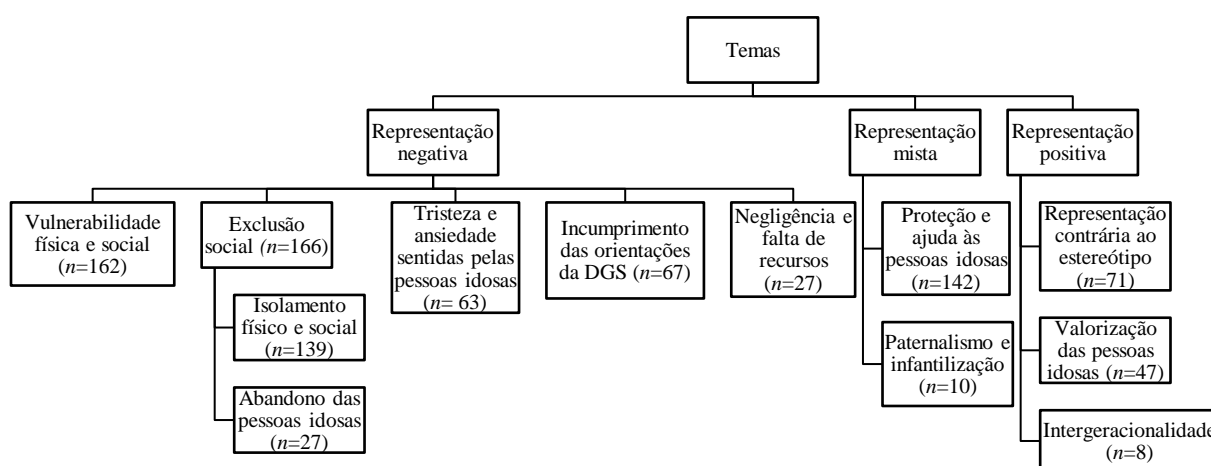 Temas
Representação
negativa
Representação
mista
Representação
positiva
Vulnerabilidade
física e social
(n=162)
Exclusão
social (n=166)
Isolamento
físico e social
(n=139)
Abandono das
pessoas idosas
(n=27)
Tristeza e
ansiedade
sentidas pelas
pessoas idosas
(n= 63)
Incumprimento
das orientações
da DGS (n=67)
Negligência e
falta de
recursos
(n=27)
Proteção e
ajuda às
pessoas idosas
(n=142)
Paternalismo e
infantilização
(n=10)
Representação
contrária ao
estereótipo
(n=71)
Valorização
das pessoas
idosas (n=47)
Intergeracionalidade
(n=8)